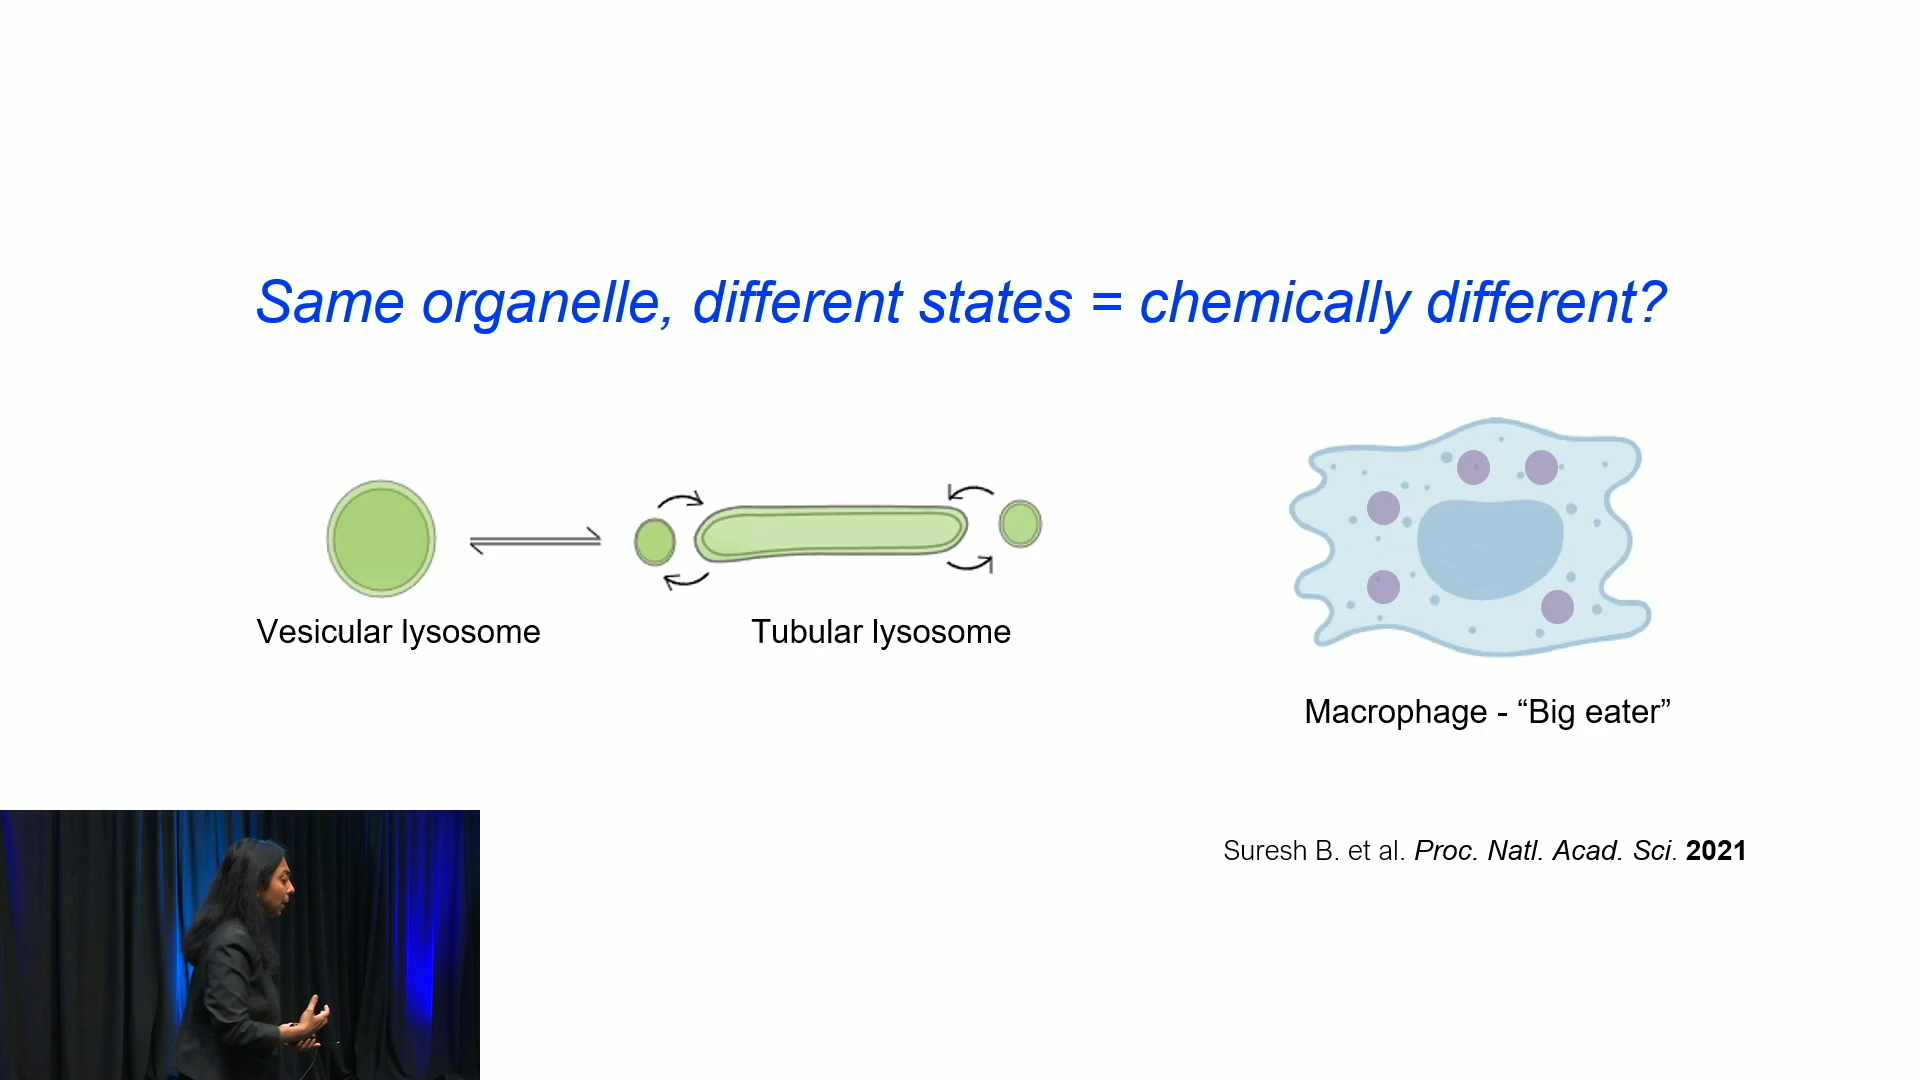 Same organelle, different states = chemically different?
Vesicular lysosome
Tubular lysosome
Macrophage - “Big eater”
Suresh B. et al. Proc. Natl. Acad. Sci. 2021